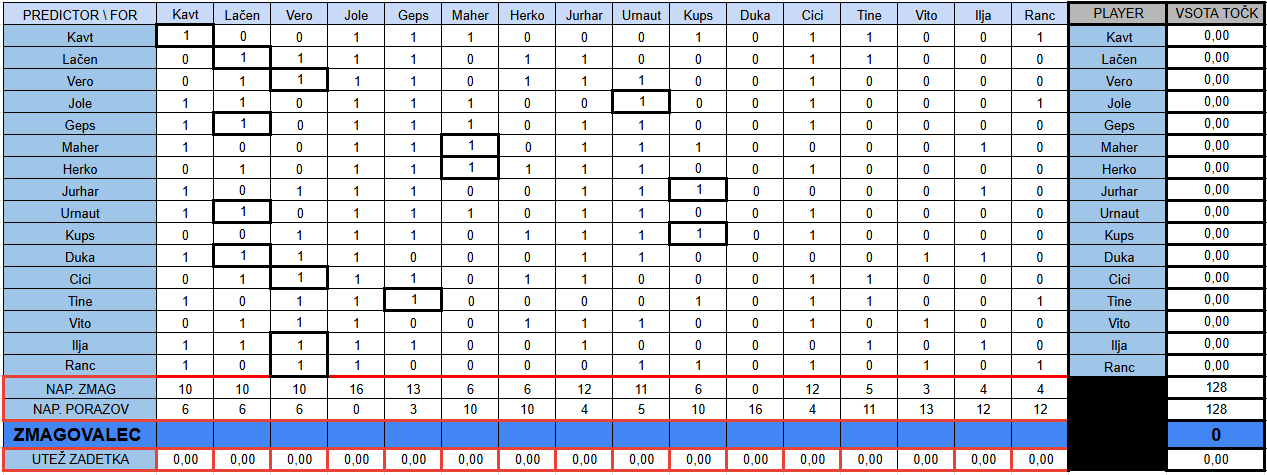 PREDICTOR \ FOR Kavt Lačen Vero Jole Geps Maher Herko Jurhar Urnaut Kups Duka Cici Tine Vito Ilja Ranc PLAYER VSOTA TOČK
Kavt 1 0 0 1 1 1 0 0 0 1 0 1 1 0 0 1 Kavt 0,00
Lačen 0 1 1 1 1 0 1 1 0 0 0 1 1 0 0 0 Lačen 0,00
Vero 0 1 1 1 1 0 1 1 1 0 0 1 0 0 0 0 Vero 0,00
Jole 1 1 0 1 1 1 0 0 1 0 0 1 0 0 0 1 Jole 0,00
Geps 1 1 0 1 1 1 0 1 1 0 0 1 0 0 0 0 Geps 0,00
Maher 1 0 0 1 1 1 0 1 1 1 0 0 0 0 1 0 Maher 0,00
Herko 0 1 0 1 1 1 1 1 1 0 0 1 0 0 0 0 Herko 0,00
Jurhar 1 0 1 1 1 0 0 1 1 1 0 0 0 0 1 0 Jurhar 0,00
Urnaut 1 1 0 1 1 1 0 1 1 0 0 1 0 0 0 0 Urnaut 0,00
Kups 0 0 1 1 1 0 1 1 1 1 0 1 0 0 0 0 Kups 0,00
Duka 1 1 1 1 0 0 0 1 1 0 0 0 0 1 1 0 Duka 0,00
Cici 0 1 1 1 1 0 1 1 1 0 0 1 1 0 0 0 Cici 0,00
Tine 1 0 1 1 1 0 0 0 0 1 0 1 1 0 0 1 Tine 0,00
Vito 0 1 1 1 0 0 1 1 1 0 0 1 0 1 0 0 Vito 0,00
Ilja 1 1 1 1 1 0 0 1 0 0 0 0 1 0 1 0 Ilja 0,00
Ranc 1 0 1 1 1 0 1 0 0 1 0 1 0 1 0 1 Ranc 0,00
NAP. ZMAG 10 10 10 16 13 6 6 12 11 6 0 12 5 3 4 4 128
NAP. PORAZOV 6 6 6 0 3 10 10 4 5 10 16 4 11 13 12 12 128
ZMAGOVALEC 0
UTEŽ ZADETKA 0,00 0,00 0,00 0,00 0,00 0,00 0,00 0,00 0,00 0,00 0,00 0,00 0,00 0,00 0,00 0,00 0,00